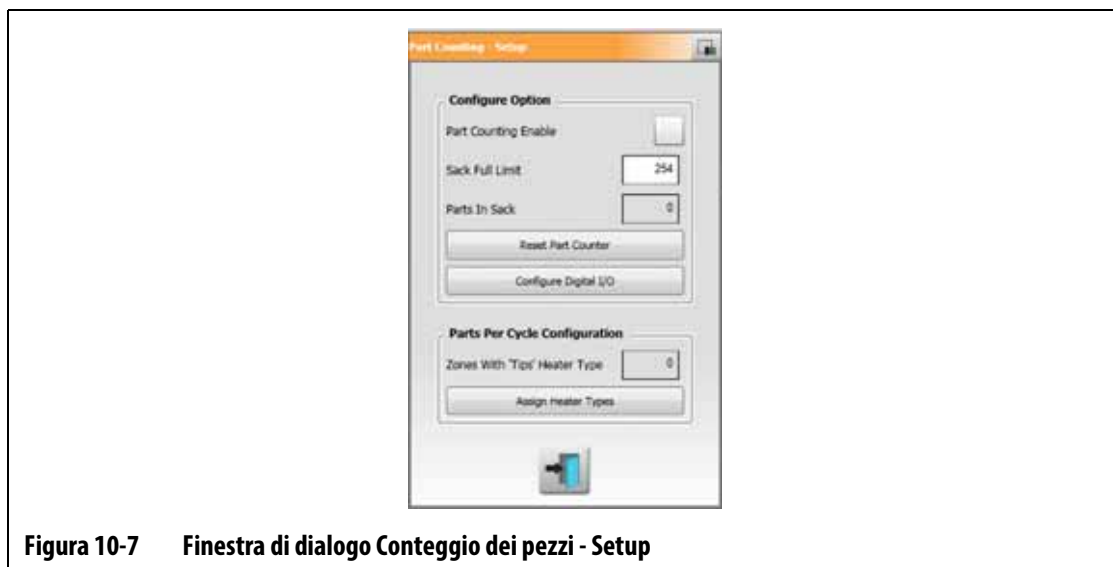 Part Counting - Setup
Configure Option
Part Counting Enable
Sack Full Limit 254
Parts In Sack 0
Reset Part Counter
Configure Digital I/O
Parts Per Cycle Configuration
Zones With 'Tips' Heater Type 0
Assign Heater Types
Figura 10-7 Finestra di dialogo Conteggio dei pezzi - Setup